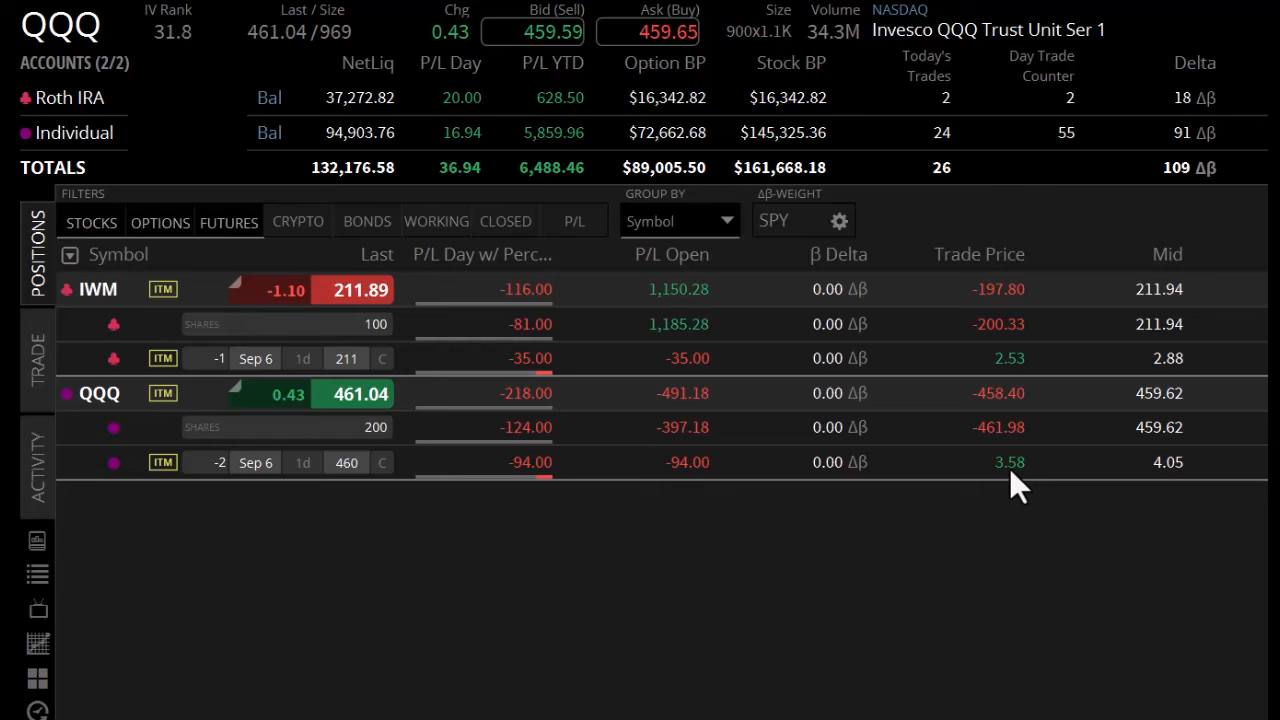 QQQ IV Rank Last / Size Chg Bid (Sell) Ask (Buy) Size Volume NASDAQ
31.8 461.04 / 969 0.43 459.59 459.65 900x1.1K 34.3M Invesco QQQ Trust Unit Ser 1
ACCOUNTS (2/2) NetLiq P/L Day P/L YTD Option BP Stock BP Today's Trades Day Trade Counter Delta
Roth IRA Bal 37,272.82 20.00 628.50 $16,342.82 $16,342.82 2 2 18 Δβ
Individual Bal 94,903.76 16.94 5,859.96 $72,662.68 $145,325.36 24 55 91 Δβ
TOTALS 132,176.58 36.94 6,488.46 $89,005.50 $161,668.18 26 109 Δβ
FILTERS GROUP BY Δβ-WEIGHT
STOCKS OPTIONS FUTURES CRYPTO BONDS WORKING CLOSED P/L Symbol SPY
Symbol Last P/L Day w/ Perc... P/L Open β Delta Trade Price Mid
IWM ITM -1.10 211.89 -116.00 1,150.28 0.00 Δβ -197.80 211.94
SHARES 100 -81.00 1,185.28 0.00 Δβ -200.33 211.94
ITM -1 Sep 6 1d 211 C -35.00 -35.00 0.00 Δβ 2.53 2.88
QQQ ITM 0.43 461.04 -218.00 -491.18 0.00 Δβ -458.40 459.62
SHARES 200 -124.00 -397.18 0.00 Δβ -461.98 459.62
ITM -2 Sep 6 1d 460 C -94.00 -94.00 0.00 Δβ 3.58 4.05
POSITIONS
TRADE
ACTIVITY